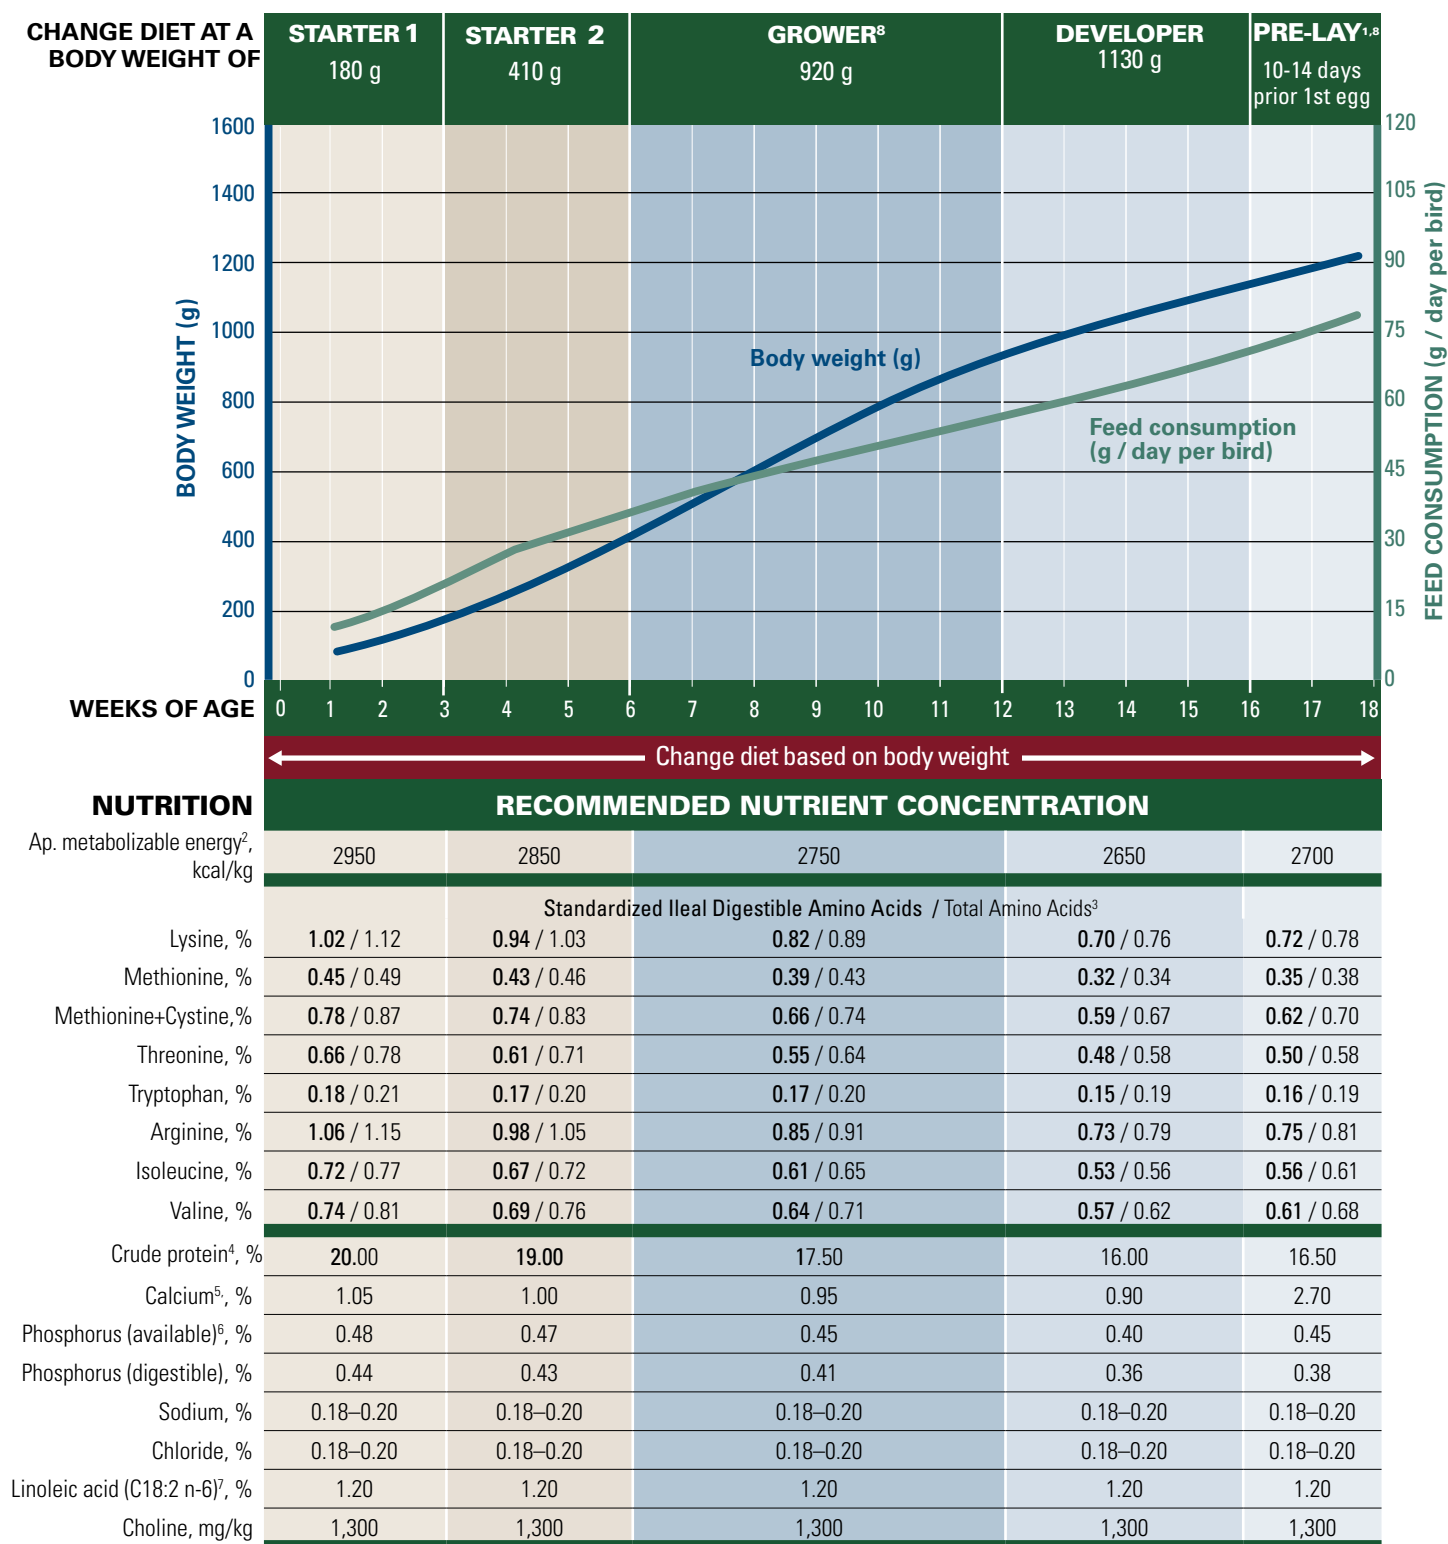 CHANGE DIET AT A
BODY WEIGHT OF
STARTER 1
180 g
STARTER 2
410 g
GROWER⁸
920 g
DEVELOPER
1130 g
PRE-LAY¹,⁸
10-14 days
prior 1st egg
1600
1400
1200
1000
800
600
400
200
0
BODY WEIGHT (g)
120
105
90
75
60
45
30
15
0
FEED CONSUMPTION (g / day per bird)
Body weight (g)
Feed consumption
(g / day per bird)
WEEKS OF AGE 0 1 2 3 4 5 6 7 8 9 10 11 12 13 14 15 16 17 18
Change diet based on body weight
NUTRITION RECOMMENDED NUTRIENT CONCENTRATION
Ap. metabolizable energy²,
kcal/kg
2950 2850 2750 2650 2700
Standardized Ileal Digestible Amino Acids / Total Amino Acids³
Lysine, % 1.02 / 1.12 0.94 / 1.03 0.82 / 0.89 0.70 / 0.76 0.72 / 0.78
Methionine, % 0.45 / 0.49 0.43 / 0.46 0.39 / 0.43 0.32 / 0.34 0.35 / 0.38
Methionine+Cystine,% 0.78 / 0.87 0.74 / 0.83 0.66 / 0.74 0.59 / 0.67 0.62 / 0.70
Threonine, % 0.66 / 0.78 0.61 / 0.71 0.55 / 0.64 0.48 / 0.58 0.50 / 0.58
Tryptophan, % 0.18 / 0.21 0.17 / 0.20 0.17 / 0.20 0.15 / 0.19 0.16 / 0.19
Arginine, % 1.06 / 1.15 0.98 / 1.05 0.85 / 0.91 0.73 / 0.79 0.75 / 0.81
Isoleucine, % 0.72 / 0.77 0.67 / 0.72 0.61 / 0.65 0.53 / 0.56 0.56 / 0.61
Valine, % 0.74 / 0.81 0.69 / 0.76 0.64 / 0.71 0.57 / 0.62 0.61 / 0.68
Crude protein⁴, % 20.00 19.00 17.50 16.00 16.50
Calcium⁵,, % 1.05 1.00 0.95 0.90 2.70
Phosphorus (available)⁶, % 0.48 0.47 0.45 0.40 0.45
Phosphorus (digestible), % 0.44 0.43 0.41 0.36 0.38
Sodium, % 0.18–0.20 0.18–0.20 0.18–0.20 0.18–0.20 0.18–0.20
Chloride, % 0.18–0.20 0.18–0.20 0.18–0.20 0.18–0.20 0.18–0.20
Linoleic acid (C18:2 n-6)⁷, % 1.20 1.20 1.20 1.20 1.20
Choline, mg/kg 1,300 1,300 1,300 1,300 1,300